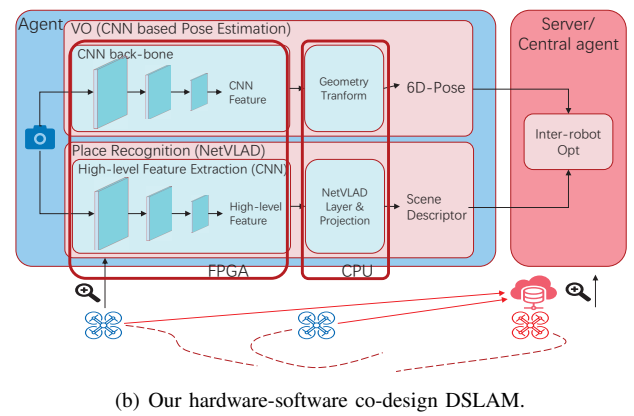 Agent
VO (CNN based Pose Estimation)
CNN back-bone
CNN
Feature
Geometry
Tranform
6D-Pose
Place Recognition (NetVLAD)
High-level Feature Extraction (CNN)
High-level
Feature
NetVLAD
Layer &
Projection
Scene
Descriptor
FPGA
CPU
Server/
Central agent
Inter-robot
Opt
(b) Our hardware-software co-design DSLAM.